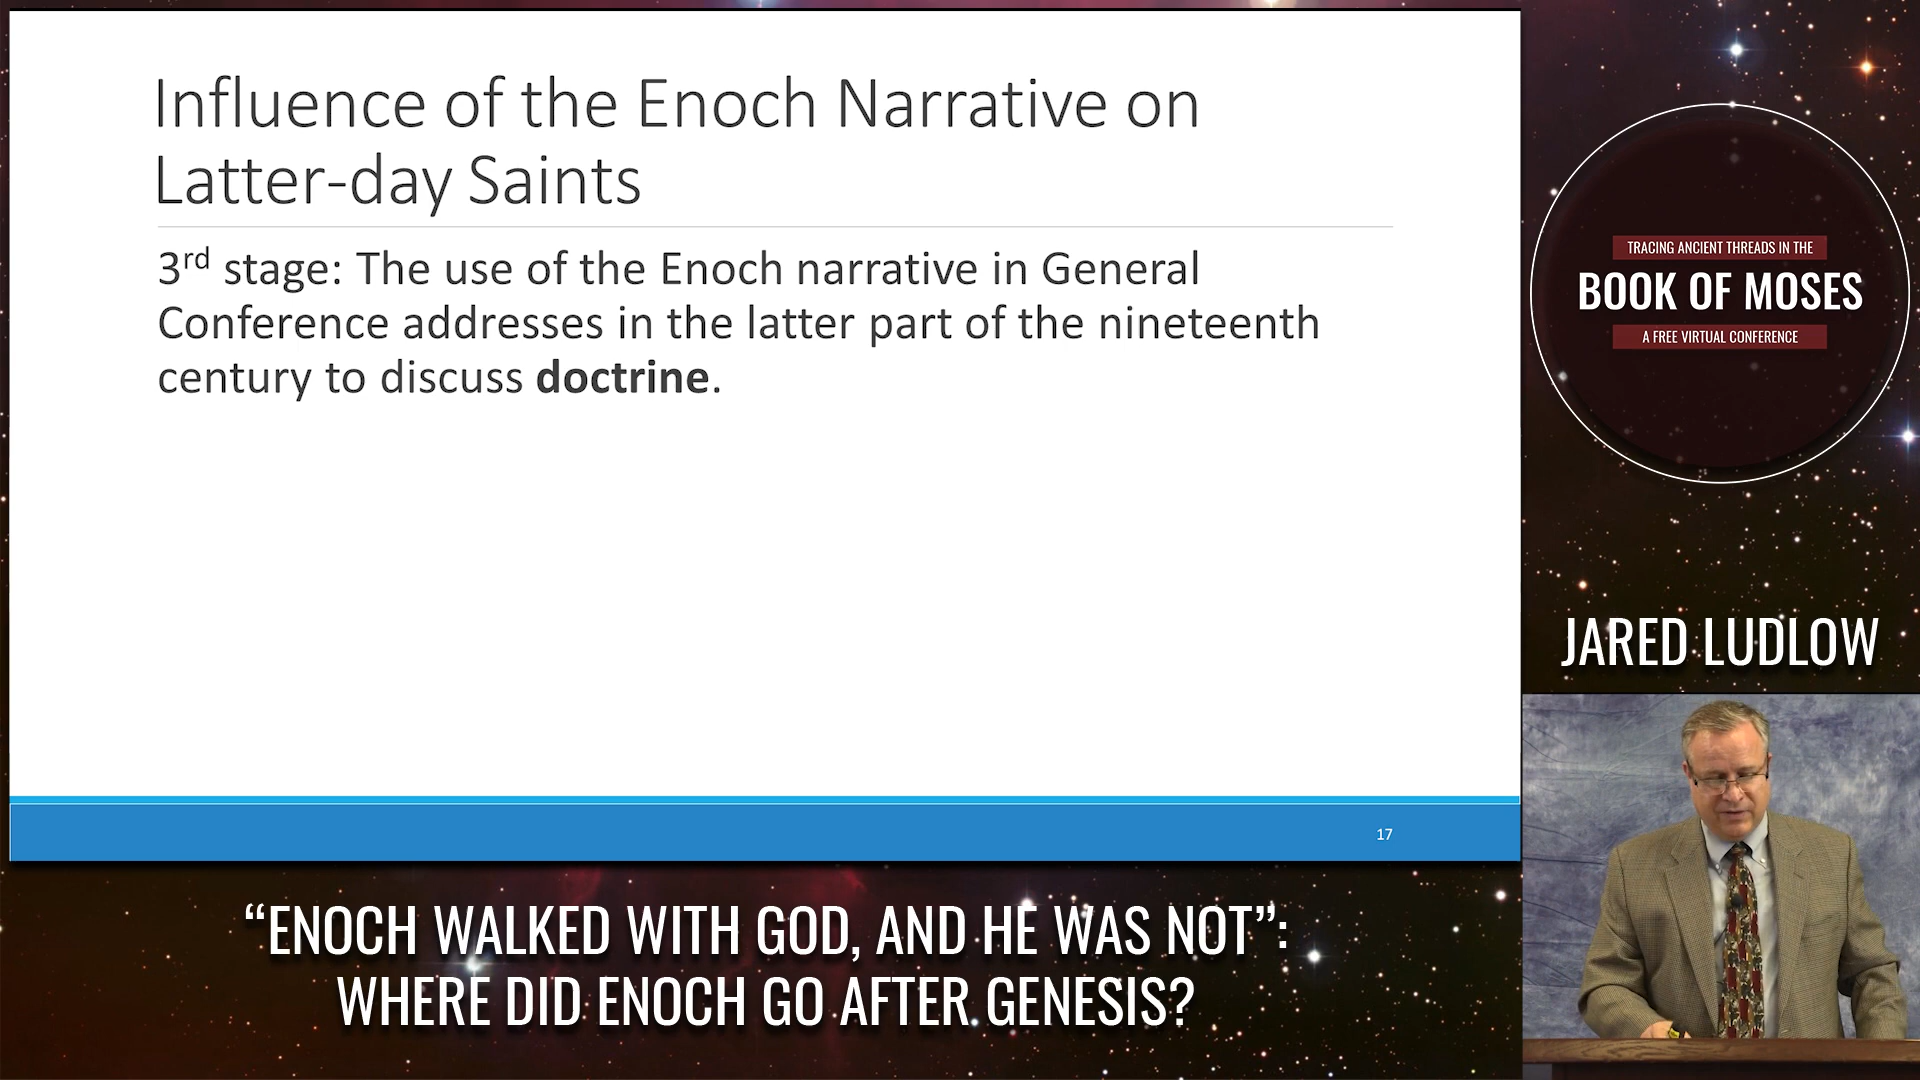 Influence of the Enoch Narrative on
Latter-day Saints
3rd stage: The use of the Enoch narrative in General
Conference addresses in the latter part of the nineteenth
century to discuss doctrine.
17
TRACING ANCIENT THREADS IN THE
BOOK OF MOSES
A FREE VIRTUAL CONFERENCE
JARED LUDLOW
“ENOCH WALKED WITH GOD, AND HE WAS NOT”:
WHERE DID ENOCH GO AFTER GENESIS?